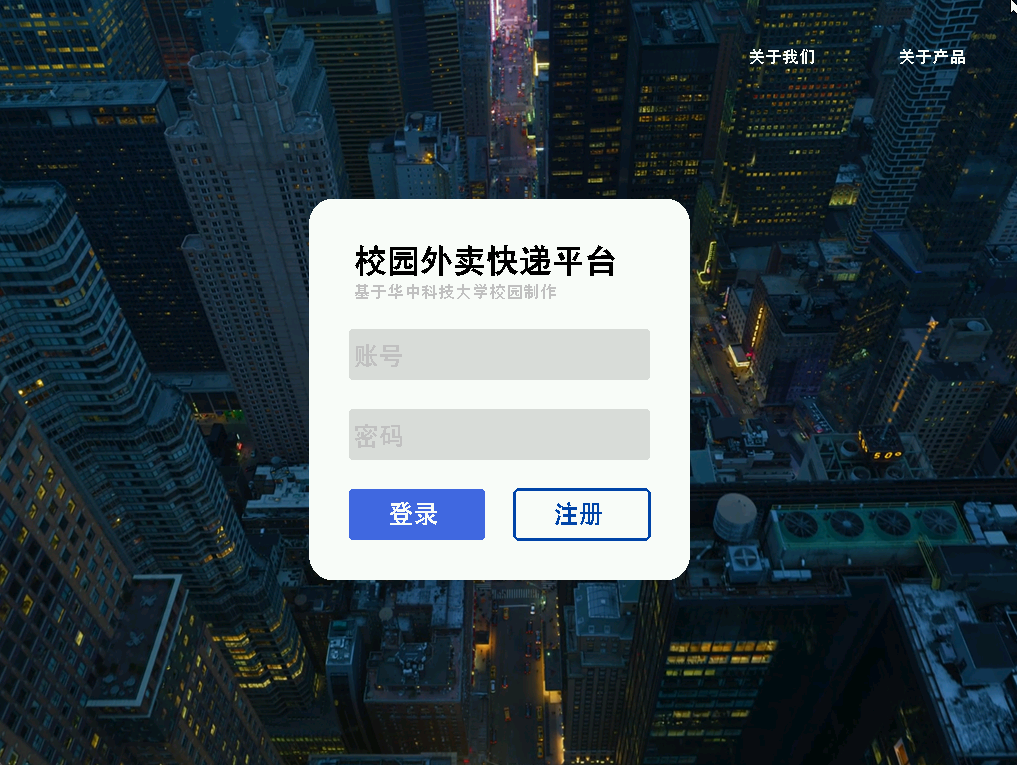 关于我们
关于产品
校园外卖快递平台
基于华中科技大学校园制作
账号
密码
登录
注册
50°